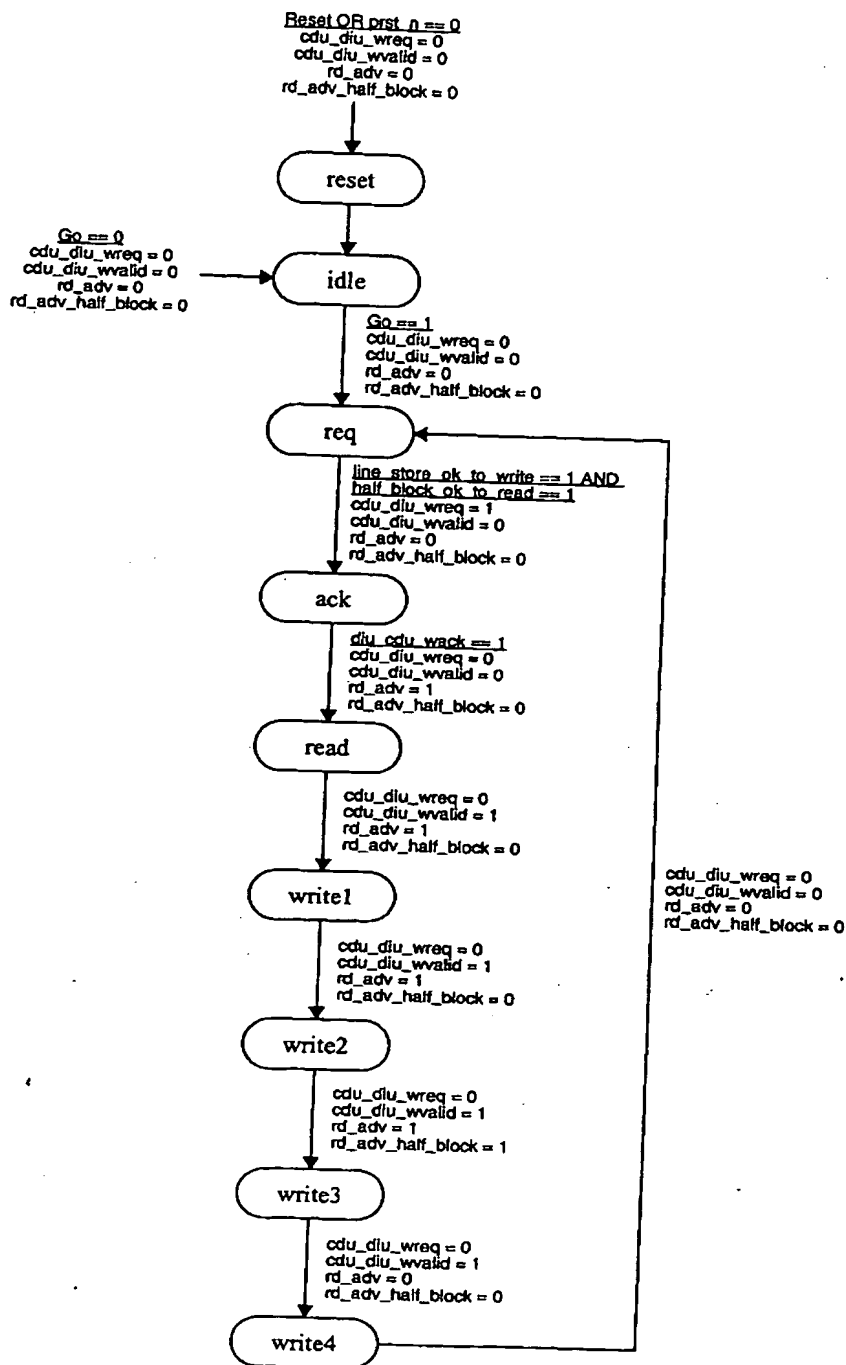 Reset OR prst_n == 0
cdu_diu_wreq = 0
cdu_diu_wvalid = 0
rd_adv = 0
rd_adv_half_block = 0
reset
Go == 0
cdu_diu_wreq = 0
cdu_diu_wvalid = 0
rd_adv = 0
rd_adv_half_block = 0
idle
Go == 1
cdu_diu_wreq = 0
cdu_diu_wvalid = 0
rd_adv = 0
rd_adv_half_block = 0
req
line_store_ok_to_write == 1 AND
half_block_ok_to_read == 1
cdu_diu_wreq = 1
cdu_diu_wvalid = 0
rd_adv = 0
rd_adv_half_block = 0
ack
diu_cdu_wack == 1
cdu_diu_wreq = 0
cdu_diu_wvalid = 0
rd_adv = 1
rd_adv_half_block = 0
read
cdu_diu_wreq = 0
cdu_diu_wvalid = 1
rd_adv = 1
rd_adv_half_block = 0
cdu_diu_wreq = 0
cdu_diu_wvalid = 0
rd_adv = 0
rd_adv_half_block = 0
write1
cdu_diu_wreq = 0
cdu_diu_wvalid = 1
rd_adv = 1
rd_adv_half_block = 0
write2
cdu_diu_wreq = 0
cdu_diu_wvalid = 1
rd_adv = 1
rd_adv_half_block = 1
write3
cdu_diu_wreq = 0
cdu_diu_wvalid = 1
rd_adv = 0
rd_adv_half_block = 0
write4